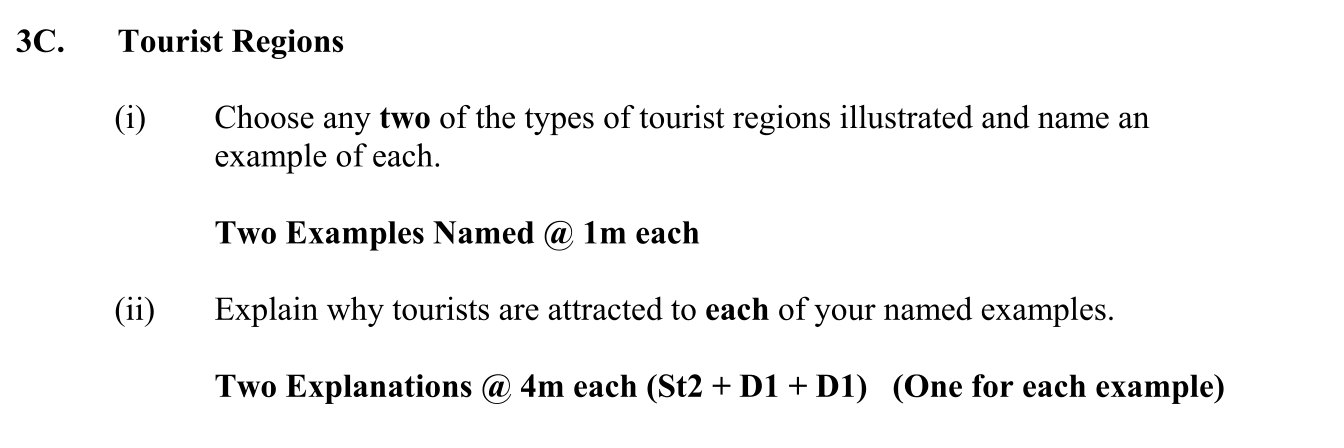 3C. Tourist Regions
(i) Choose any two of the types of tourist regions illustrated and name an
example of each.
Two Examples Named @ 1m each
(ii) Explain why tourists are attracted to each of your named examples.
Two Explanations @ 4m each (St2 + D1 + D1) (One for each example)